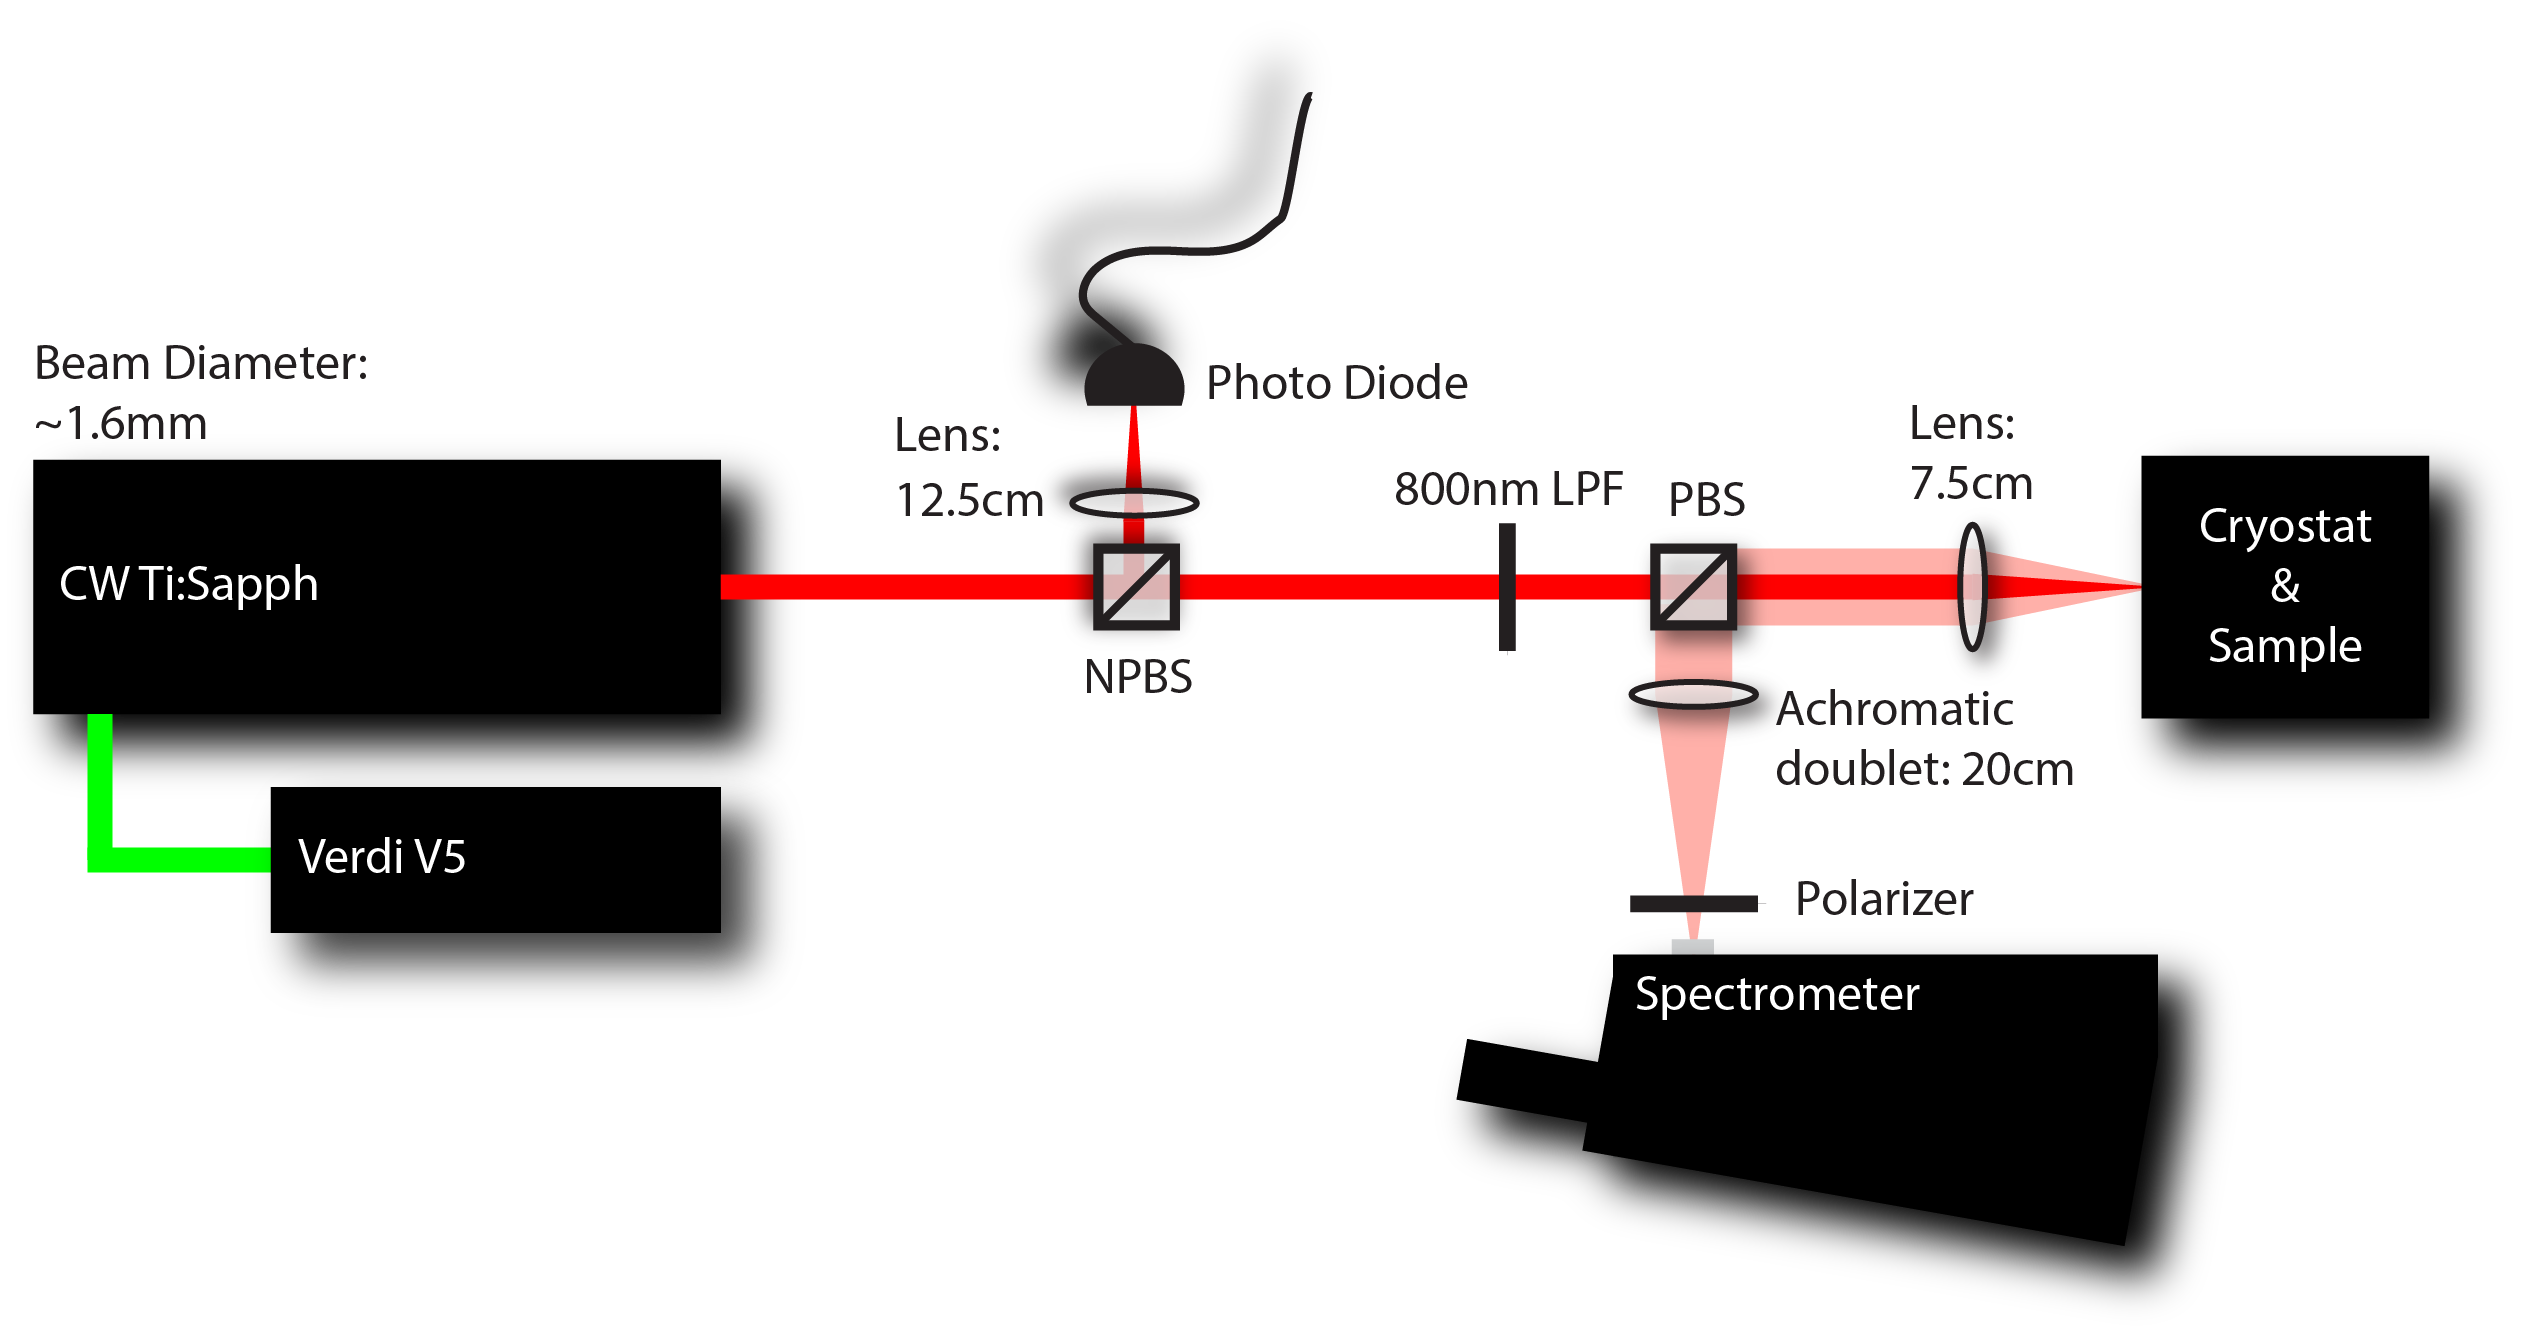 Beam Diameter:
~1.6mm
CW Ti:Sapph
Verdi V5
Photo Diode
Lens:
12.5cm
NPBS
800nm LPF
PBS
Lens:
7.5cm
Cryostat
&
Sample
Achromatic
doublet: 20cm
Polarizer
Spectrometer